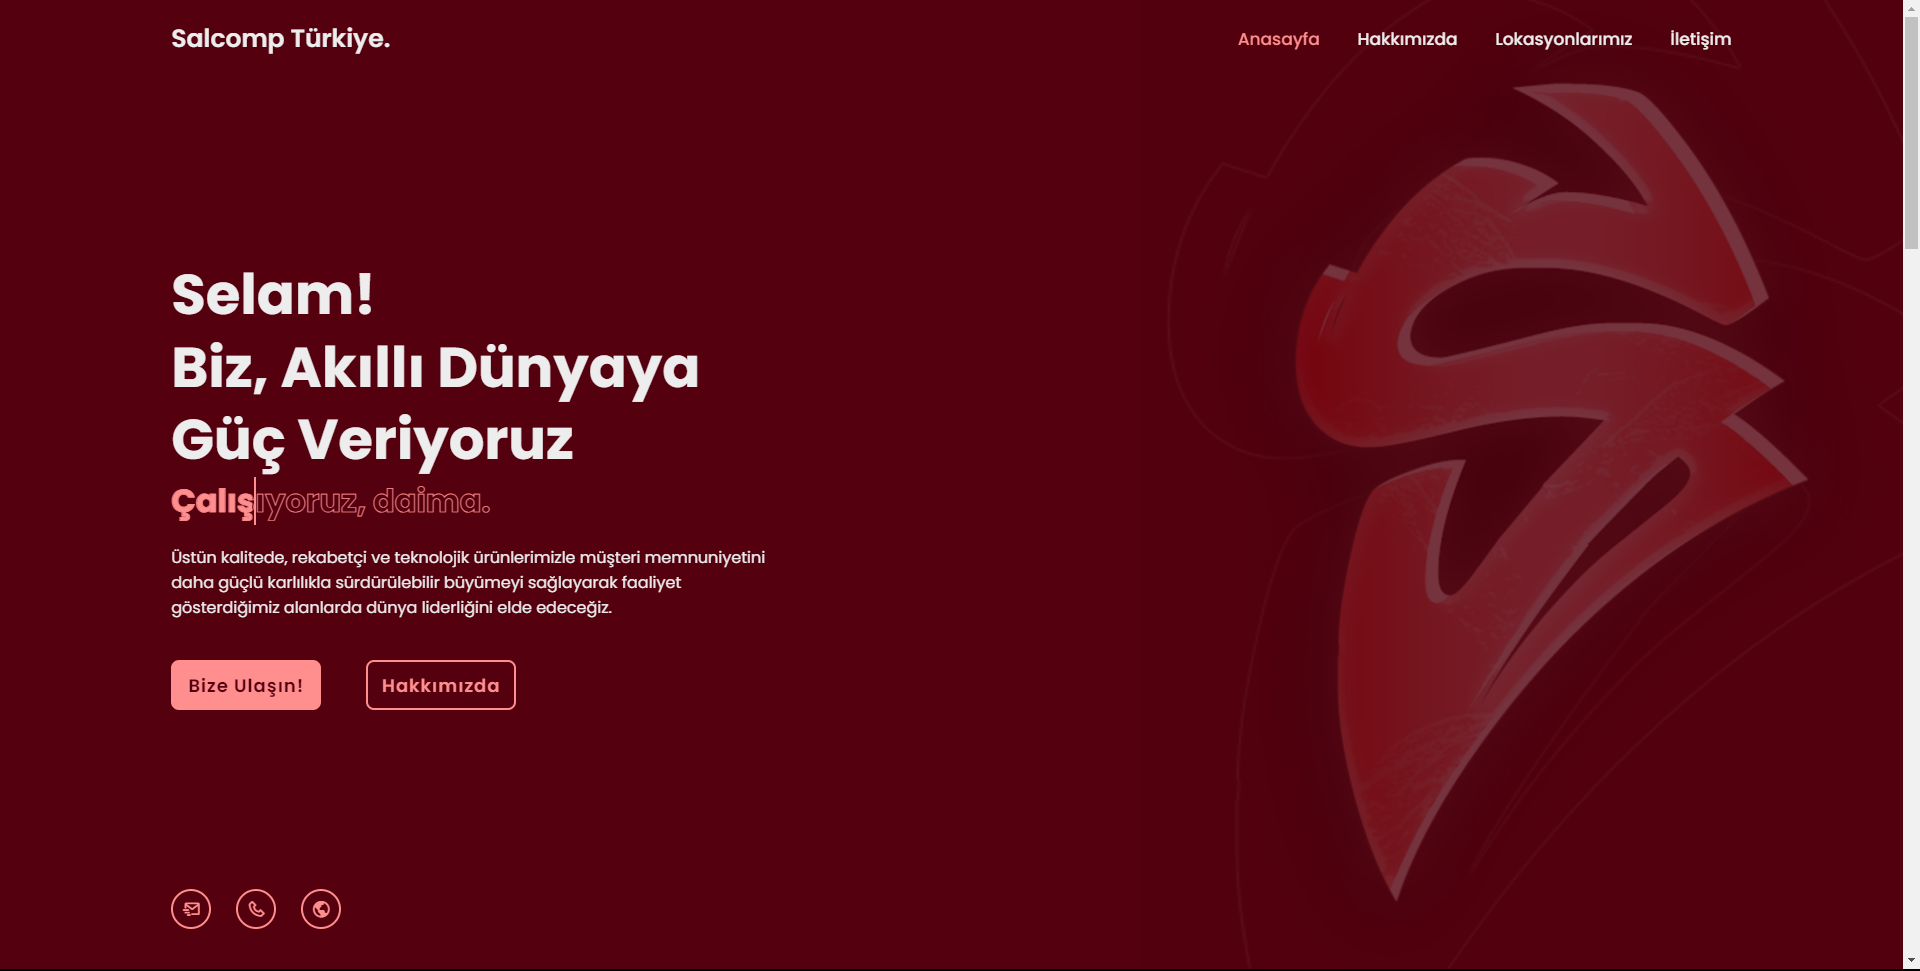 Salcomp Türkiye.
Anasayfa Hakkımızda Lokasyonlarımız İletişim
Selam!
Biz, Akıllı Dünyaya
Güç Veriyoruz
Çalışıyoruz, daima.
Üstün kalitede, rekabetçi ve teknolojik ürünlerimizle müşteri memnuniyetini
daha güçlü karlılıkla sürdürülebilir büyümeyi sağlayarak faaliyet
gösterdiğimiz alanlarda dünya liderliğini elde edeceğiz.
Bize Ulaşın! Hakkımızda